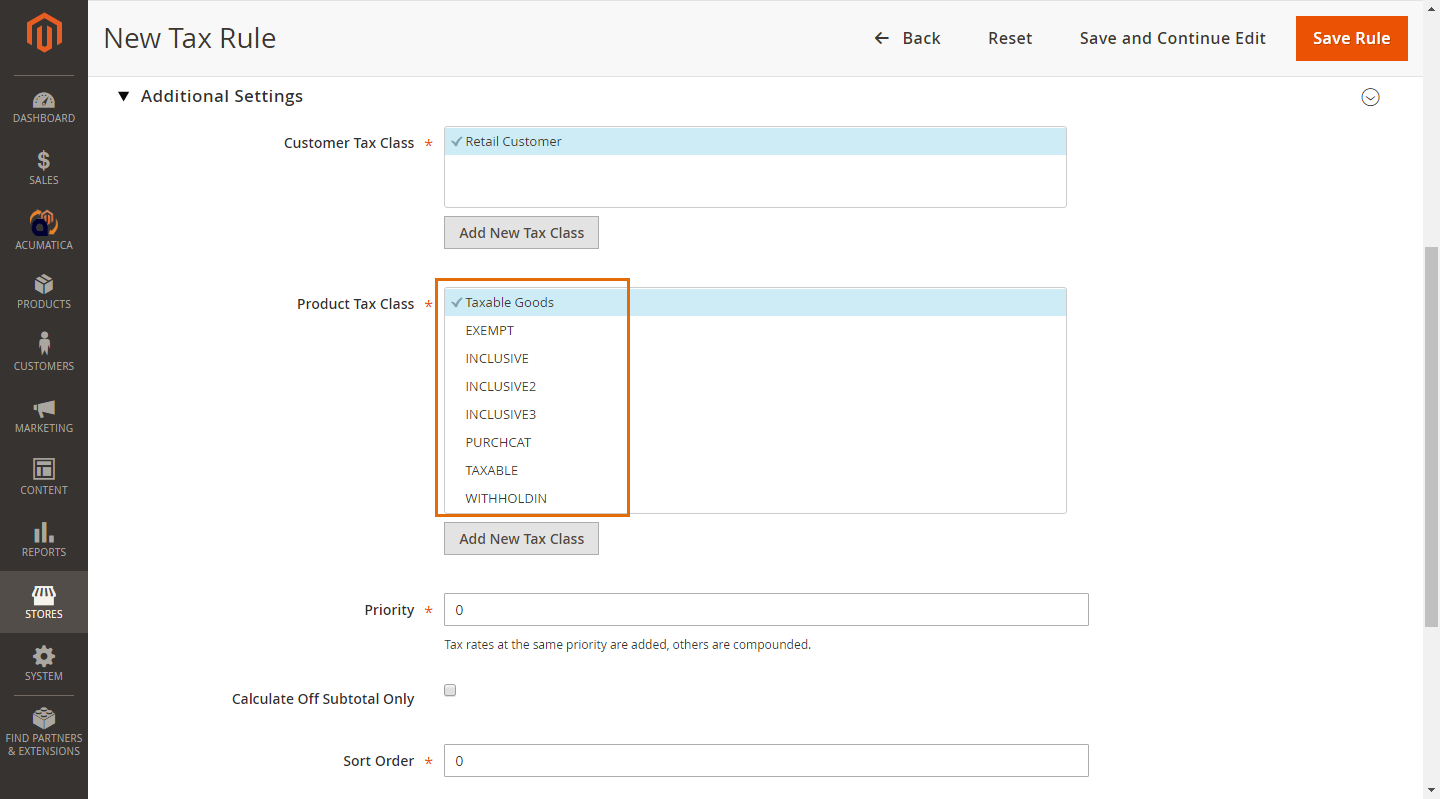 New Tax Rule
← Back
Reset
Save and Continue Edit
Save Rule
DASHBOARD
SALES
ACUMATICA
PRODUCTS
CUSTOMERS
MARKETING
CONTENT
REPORTS
STORES
SYSTEM
FIND PARTNERS
& EXTENSIONS
Additional Settings
Customer Tax Class *
Retail Customer
Add New Tax Class
Product Tax Class *
Taxable Goods
EXEMPT
INCLUSIVE
INCLUSIVE2
INCLUSIVE3
PURCHCAT
TAXABLE
WITHHOLDIN
Add New Tax Class
Priority *
0
Tax rates at the same priority are added, others are compounded.
Calculate Off Subtotal Only
Sort Order *
0